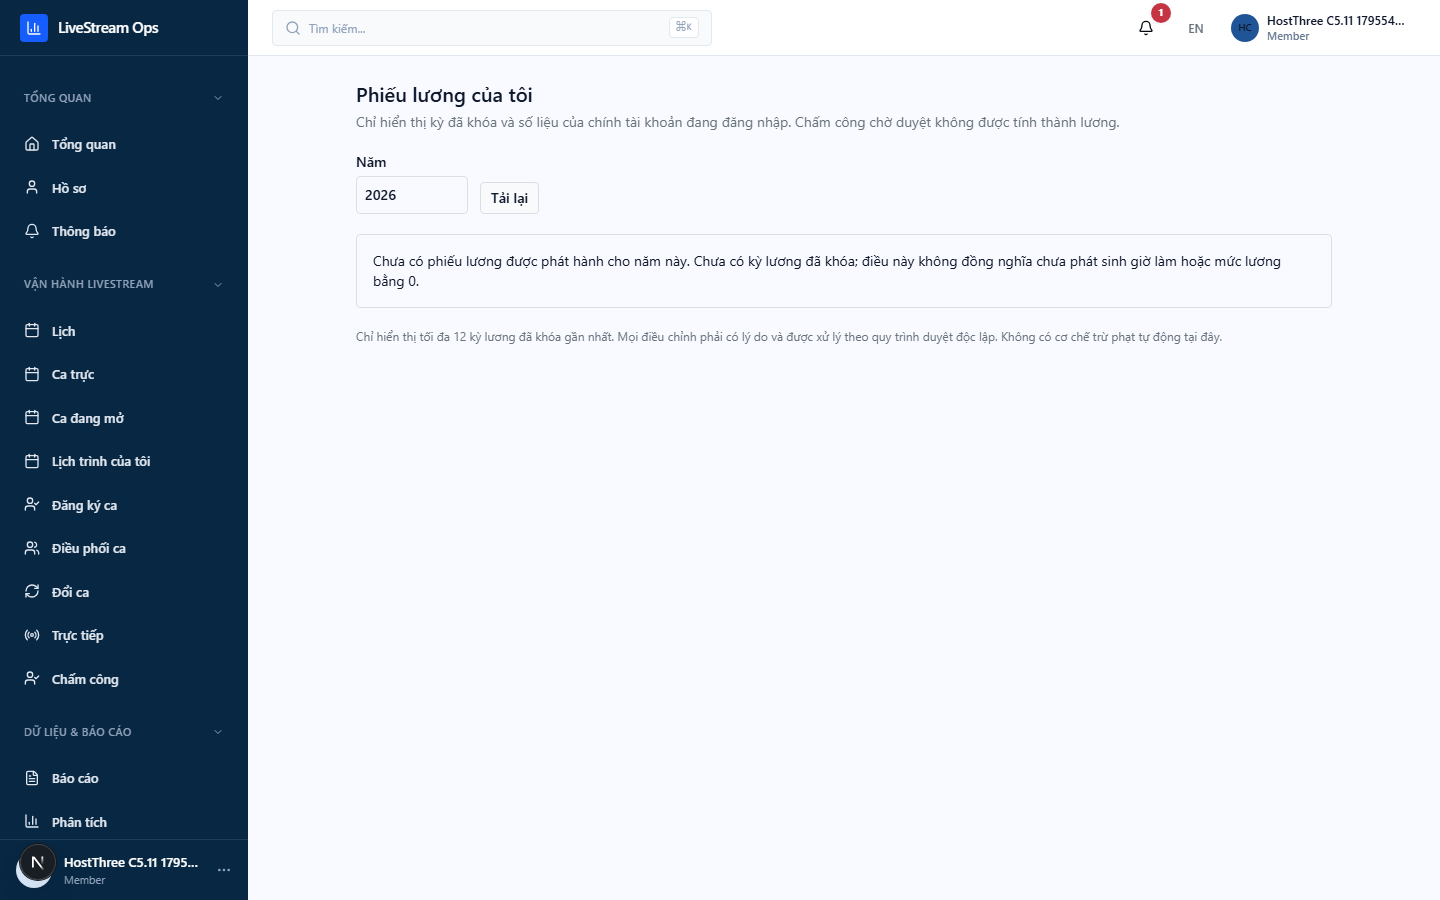 LiveStream Ops
TỔNG QUAN
Tổng quan
Hồ sơ
Thông báo
VẬN HÀNH LIVESTREAM
Lịch
Ca trực
Ca đang mở
Lịch trình của tôi
Đăng ký ca
Điều phối ca
Đổi ca
Trực tiếp
Chấm công
DỮ LIỆU & BÁO CÁO
Báo cáo
Phân tích
N
HostThree C5.11 1795...
Member
Tìm kiếm...
⌘K
1
EN
HC
HostThree C5.11 179554...
Member
Phiếu lương của tôi
Chỉ hiển thị kỳ đã khóa và số liệu của chính tài khoản đang đăng nhập. Chấm công chờ duyệt không được tính thành lương.
Năm
2026
Tải lại
Chưa có phiếu lương được phát hành cho năm này. Chưa có kỳ lương đã khóa; điều này không đồng nghĩa chưa phát sinh giờ làm hoặc mức lương
bằng 0.
Chỉ hiển thị tối đa 12 kỳ lương đã khóa gần nhất. Mọi điều chỉnh phải có lý do và được xử lý theo quy trình duyệt độc lập. Không có cơ chế trừ phạt tự động tại đây.